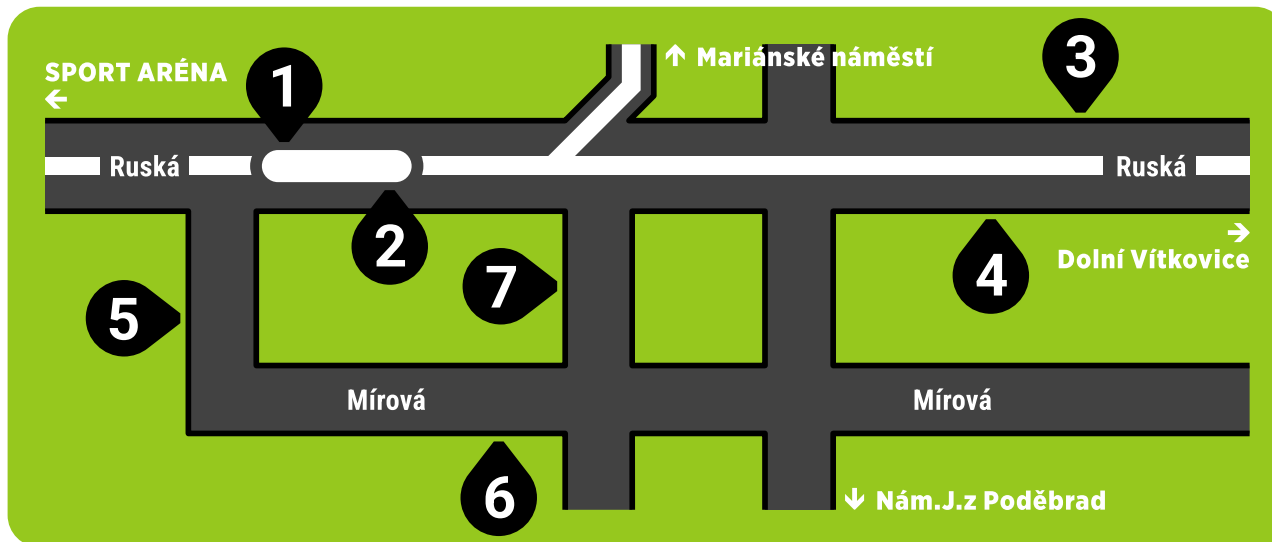 SPORT ARÉNA
←
1
↑ Mariánské náměstí
3
Ruská
Ruská
2
7
4
→
Dolní Vítkovice
5
Mírová
Mírová
6
↓ Nám.J.z Poděbrad